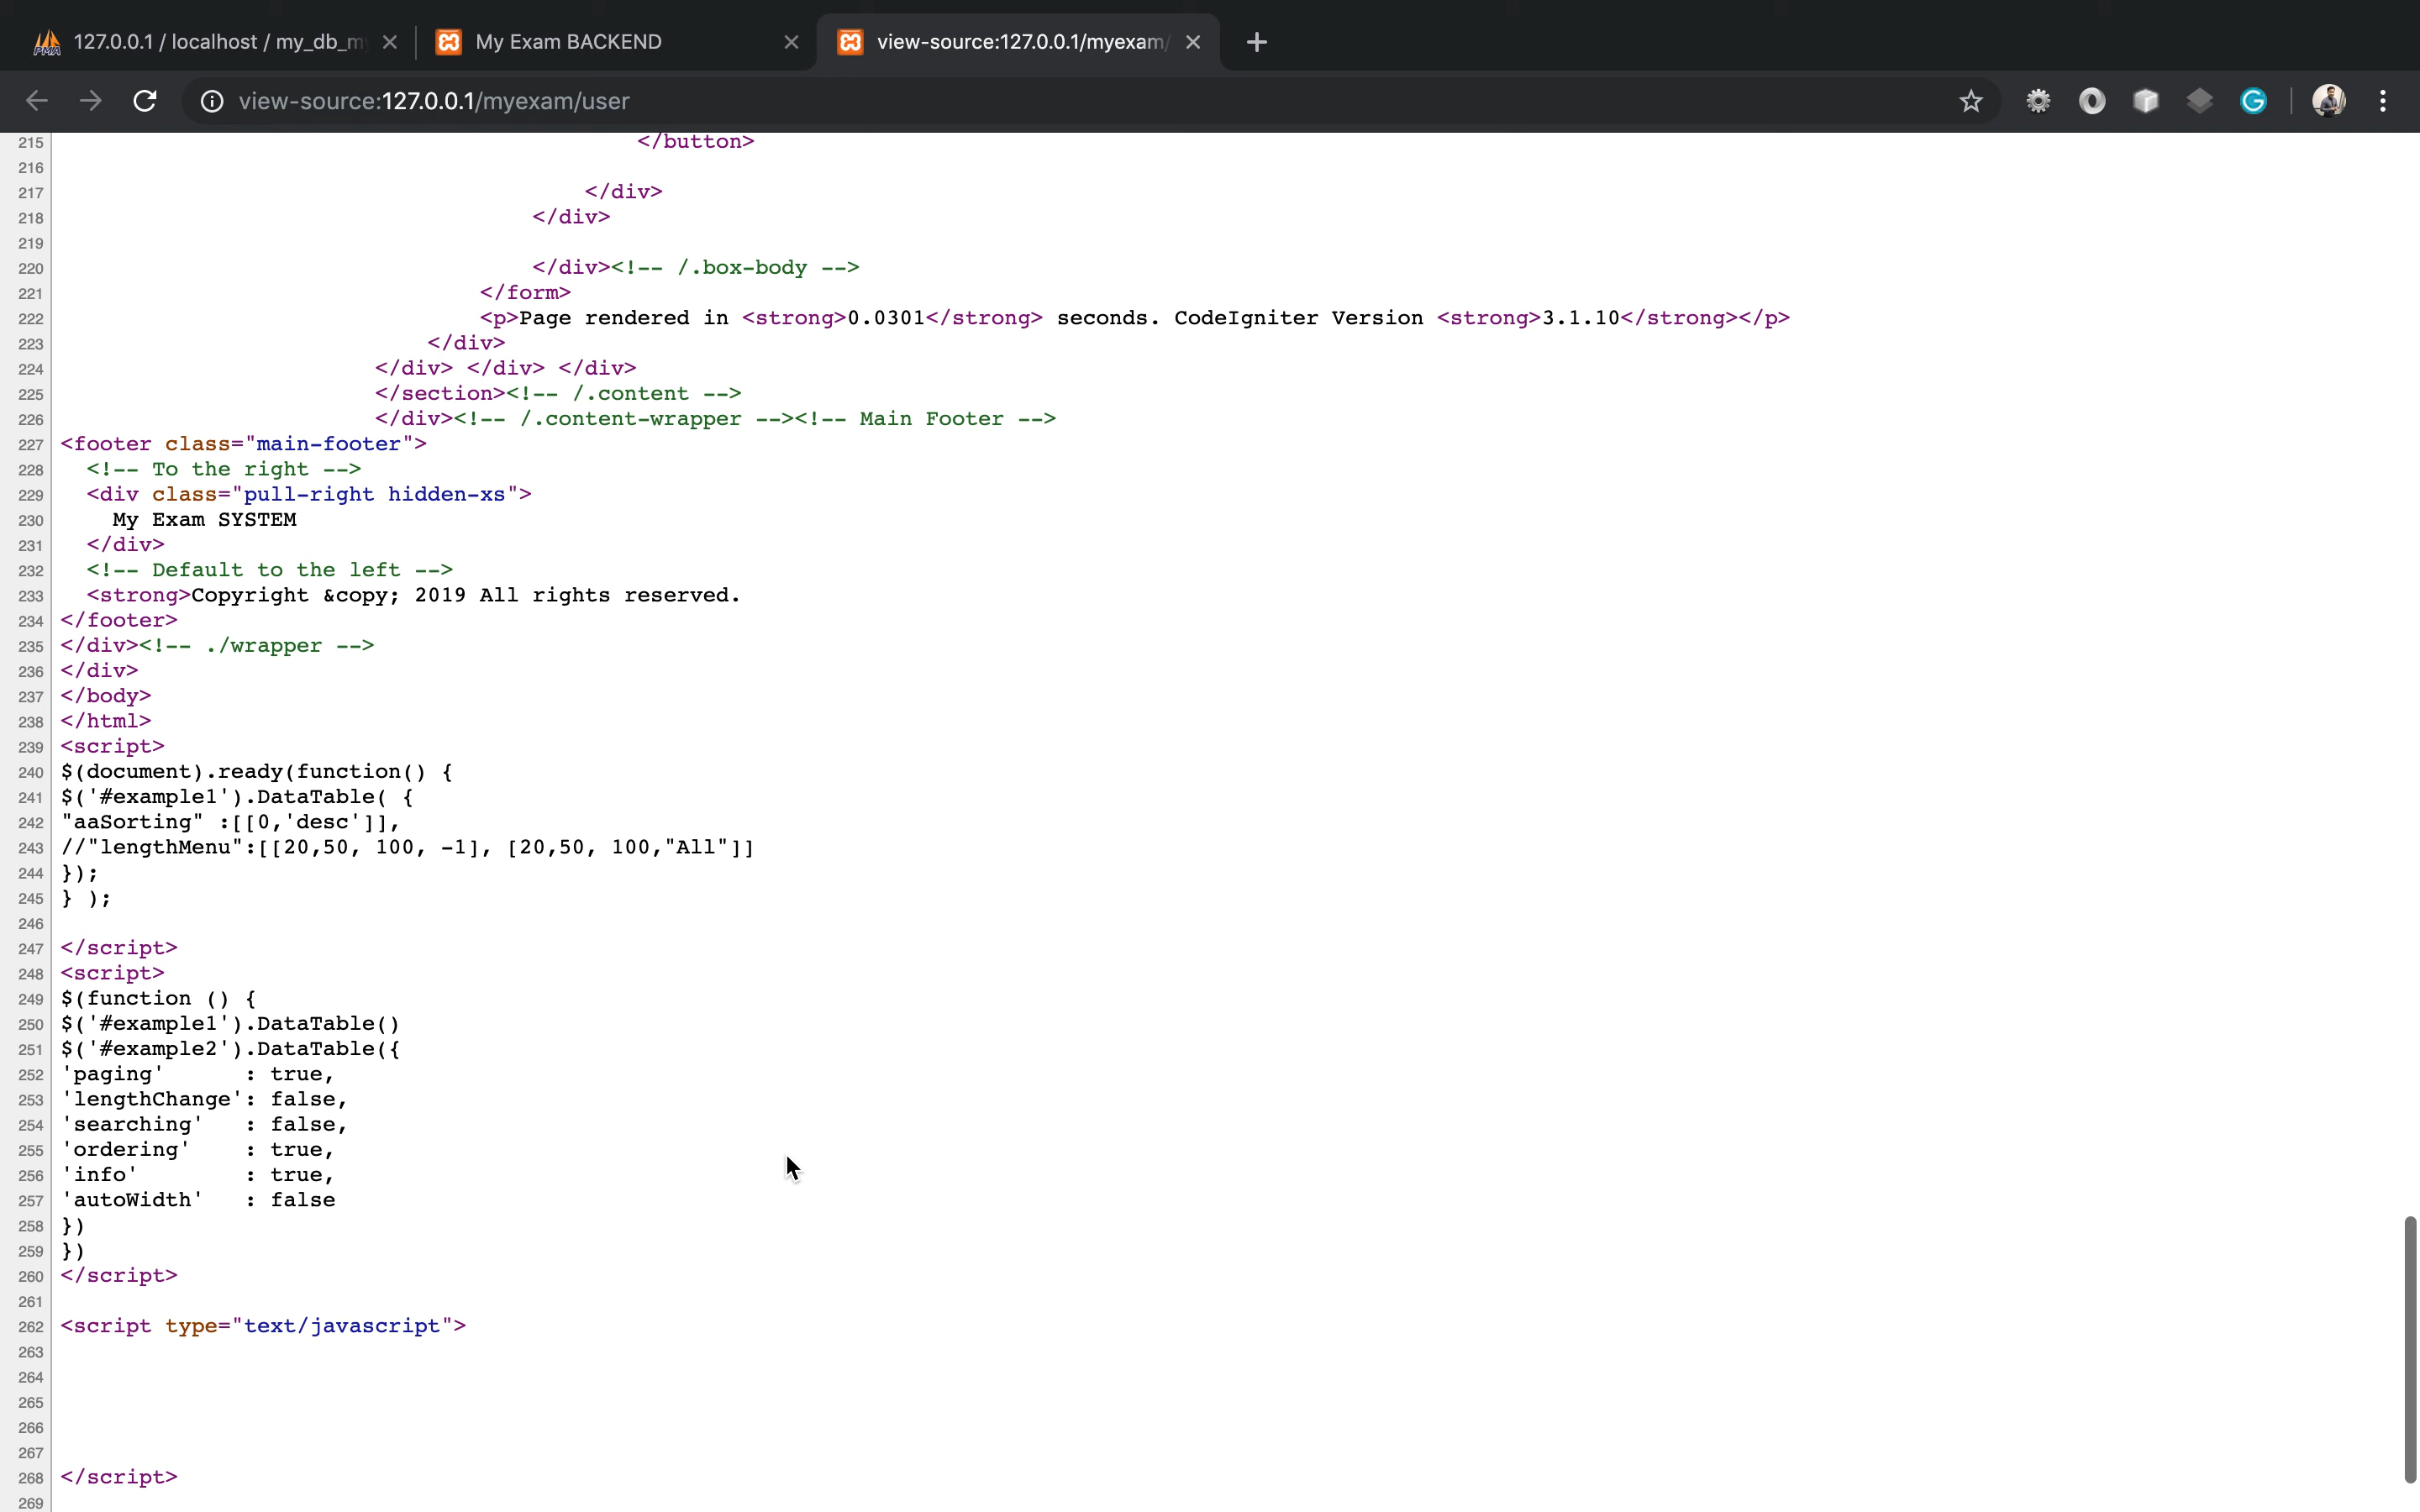 127.0.0.1 / localhost / my_db_m
My Exam BACKEND
view-source:127.0.0.1/myexam/
view-source:127.0.0.1/myexam/user
215 </button>
216
217 </div>
218 </div>
219
220 </div><!-- /.box-body -->
221 </form>
222 <p>Page rendered in <strong>0.0301</strong> seconds. CodeIgniter Version <strong>3.1.10</strong></p>
223 </div>
224 </div> </div> </div>
225 </section><!-- /.content -->
226 </div><!-- /.content-wrapper --><!-- Main Footer -->
227 <footer class="main-footer">
228 <!-- To the right -->
229 <div class="pull-right hidden-xs">
230 My Exam SYSTEM
231 </div>
232 <!-- Default to the left -->
233 <strong>Copyright &copy; 2019 All rights reserved.
234 </footer>
235 </div><!-- ./wrapper -->
236 </div>
237 </body>
238 </html>
239 <script>
240 $(document).ready(function() {
241 $('#example1').DataTable( {
242 "aaSorting" :[[0,'desc']],
243 //"lengthMenu":[[20,50, 100, -1], [20,50, 100,"All"]]
244 });
245 } );
246
247 </script>
248 <script>
249 $(function () {
250 $('#example1').DataTable()
251 $('#example2').DataTable({
252 'paging' : true,
253 'lengthChange': false,
254 'searching' : false,
255 'ordering' : true,
256 'info' : true,
257 'autoWidth' : false
258 })
259 })
260 </script>
261
262 <script type="text/javascript">
263
264
265
266
267
268 </script>
269